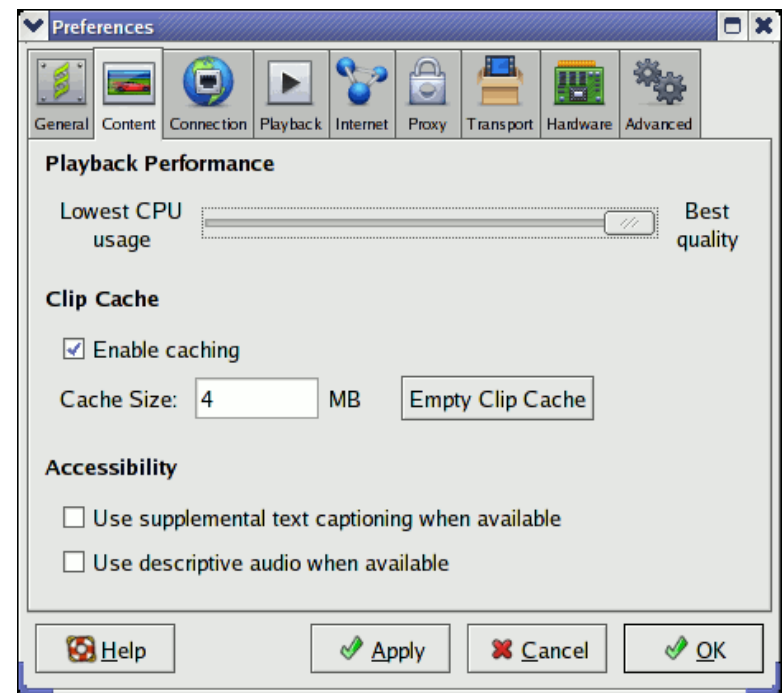 Preferences
General Content Connection Playback Internet Proxy Transport Hardware Advanced
Playback Performance
Lowest CPU usage
Best quality
Clip Cache
Enable caching
Cache Size: 4 MB Empty Clip Cache
Accessibility
Use supplemental text captioning when available
Use descriptive audio when available
Help Apply Cancel OK